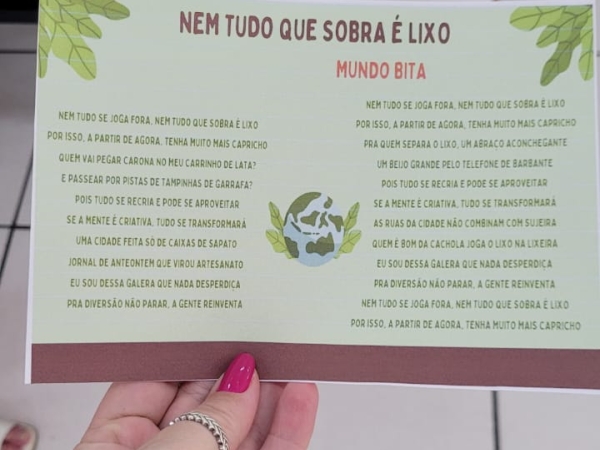 NEM TUDO QUE SOBRA É LIXO
MUNDO BITA
NEM TUDO SE JOGA FORA, NEM TUDO QUE SOBRA É LIXO
POR ISSO, A PARTIR DE AGORA, TENHA MUITO MAIS CAPRICHO
QUEM VAI PEGAR CARONA NO MEU CARRINHO DE LATA?
E PASSEAR POR PISTAS DE TAMPINHAS DE GARRAFA?
POIS TUDO SE RECRIA E PODE SE APROVEITAR
SE A MENTE É CRIATIVA, TUDO SE TRANSFORMARÁ
UMA CIDADE FEITA SÓ DE CAIXAS DE SAPATO
JORNAL DE ANTEONTEM QUE VIROU ARTESANATO
EU SOU DESSA GALERA QUE NADA DESPERDIÇA
PRA DIVERSÃO NÃO PARAR, A GENTE REINVENTA
NEM TUDO SE JOGA FORA, NEM TUDO QUE SOBRA É LIXO
POR ISSO, A PARTIR DE AGORA, TENHA MUITO MAIS CAPRICHO
PRA QUEM SEPARA O LIXO, UM ABRAÇO ACONCHEGANTE
UM BEIJO GRANDE PELO TELEFONE DE BARBANTE
POIS TUDO SE RECRIA E PODE SE APROVEITAR
SE A MENTE É CRIATIVA, TUDO SE TRANSFORMARÁ
AS RUAS DA CIDADE NÃO COMBINAM COM SUJEIRA
QUEM É BOM DA CACHOLA JOGA O LIXO NA LIXEIRA
EU SOU DESSA GALERA QUE NADA DESPERDIÇA
PRA DIVERSÃO NÃO PARAR, A GENTE REINVENTA
NEM TUDO SE JOGA FORA, NEM TUDO QUE SOBRA É LIXO
POR ISSO, A PARTIR DE AGORA, TENHA MUITO MAIS CAPRICHO